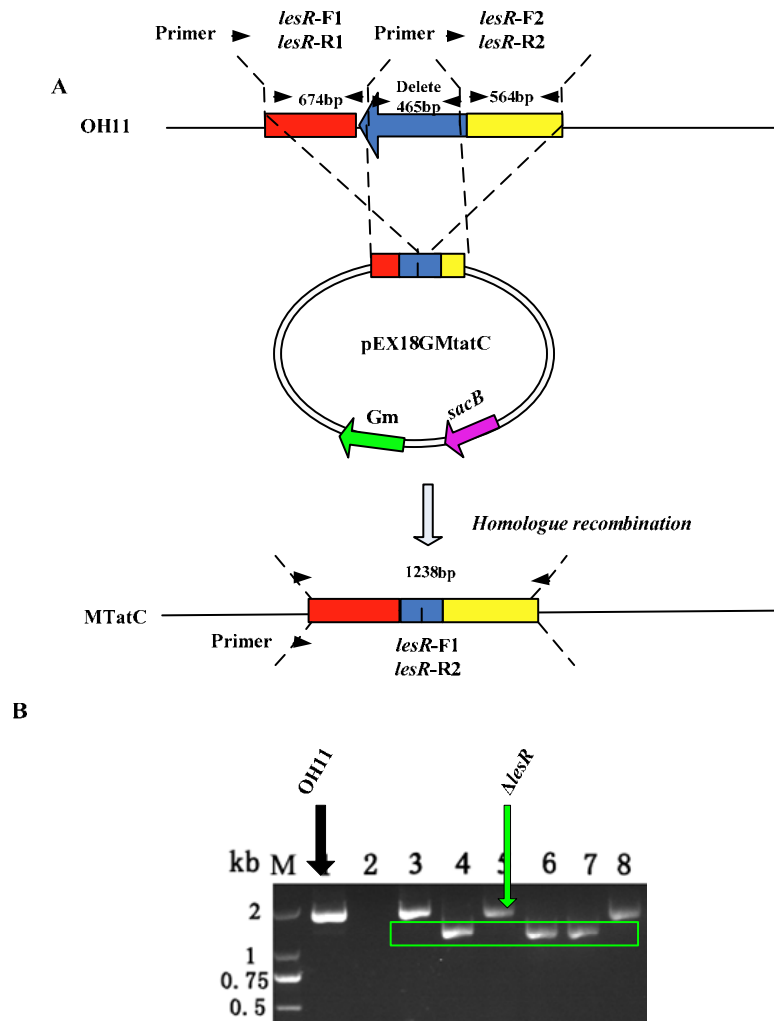 lesR-F1
lesR-R1
Primer
lesR-F2
lesR-R2
Primer
A
674bp
Delete
465bp
564bp
OH11
pEX18GMtatC
Gm
sacB
Homologue recombination
1238bp
MTatC
Primer
lesR-F1
lesR-R2
B
OH11
ΔlesR
kb M 1 2 3 4 5 6 7 8
2
1
0.75
0.5